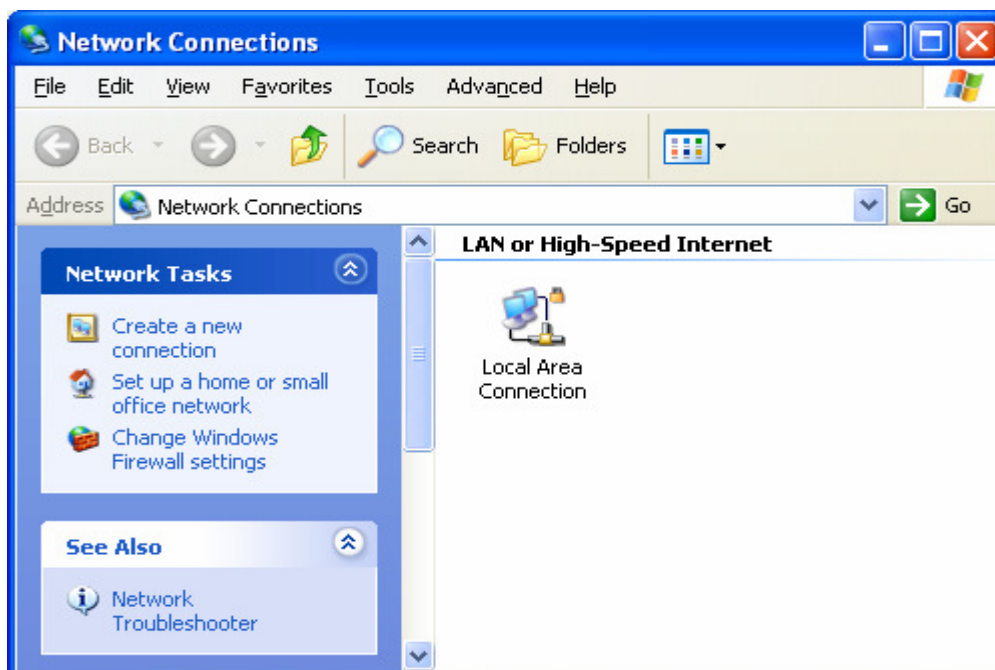 Network Connections
File Edit View Favorites Tools Advanced Help
Back Search Folders
Address Network Connections Go
Network Tasks
Create a new
connection
Set up a home or small
office network
Change Windows
Firewall settings
See Also
Network
Troubleshooter
LAN or High-Speed Internet
Local Area
Connection